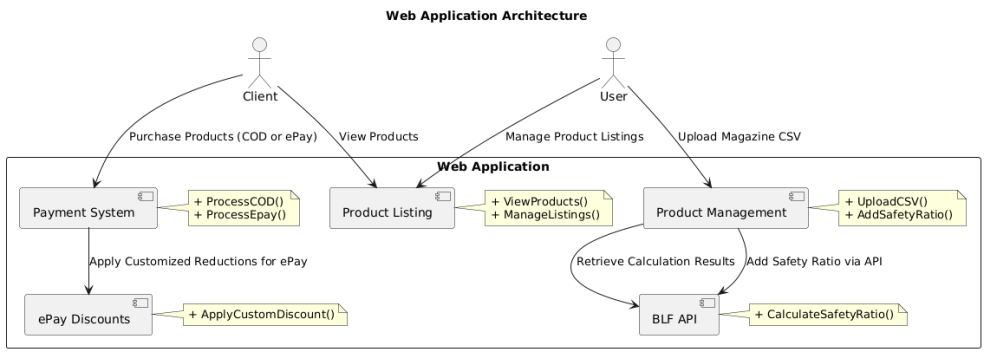 Web Application Architecture
Client
User
Purchase Products (COD or ePay)
View Products
Manage Product Listings
Upload Magazine CSV
Web Application
Payment System
+ ProcessCOD()
+ ProcessEpay()
Product Listing
+ ViewProducts()
+ ManageListings()
Product Management
+ UploadCSV()
+ AddSafetyRatio()
Apply Customized Reductions for ePay
Retrieve Calculation Results
Add Safety Ratio via API
ePay Discounts
+ ApplyCustomDiscount()
BLF API
+ CalculateSafetyRatio()